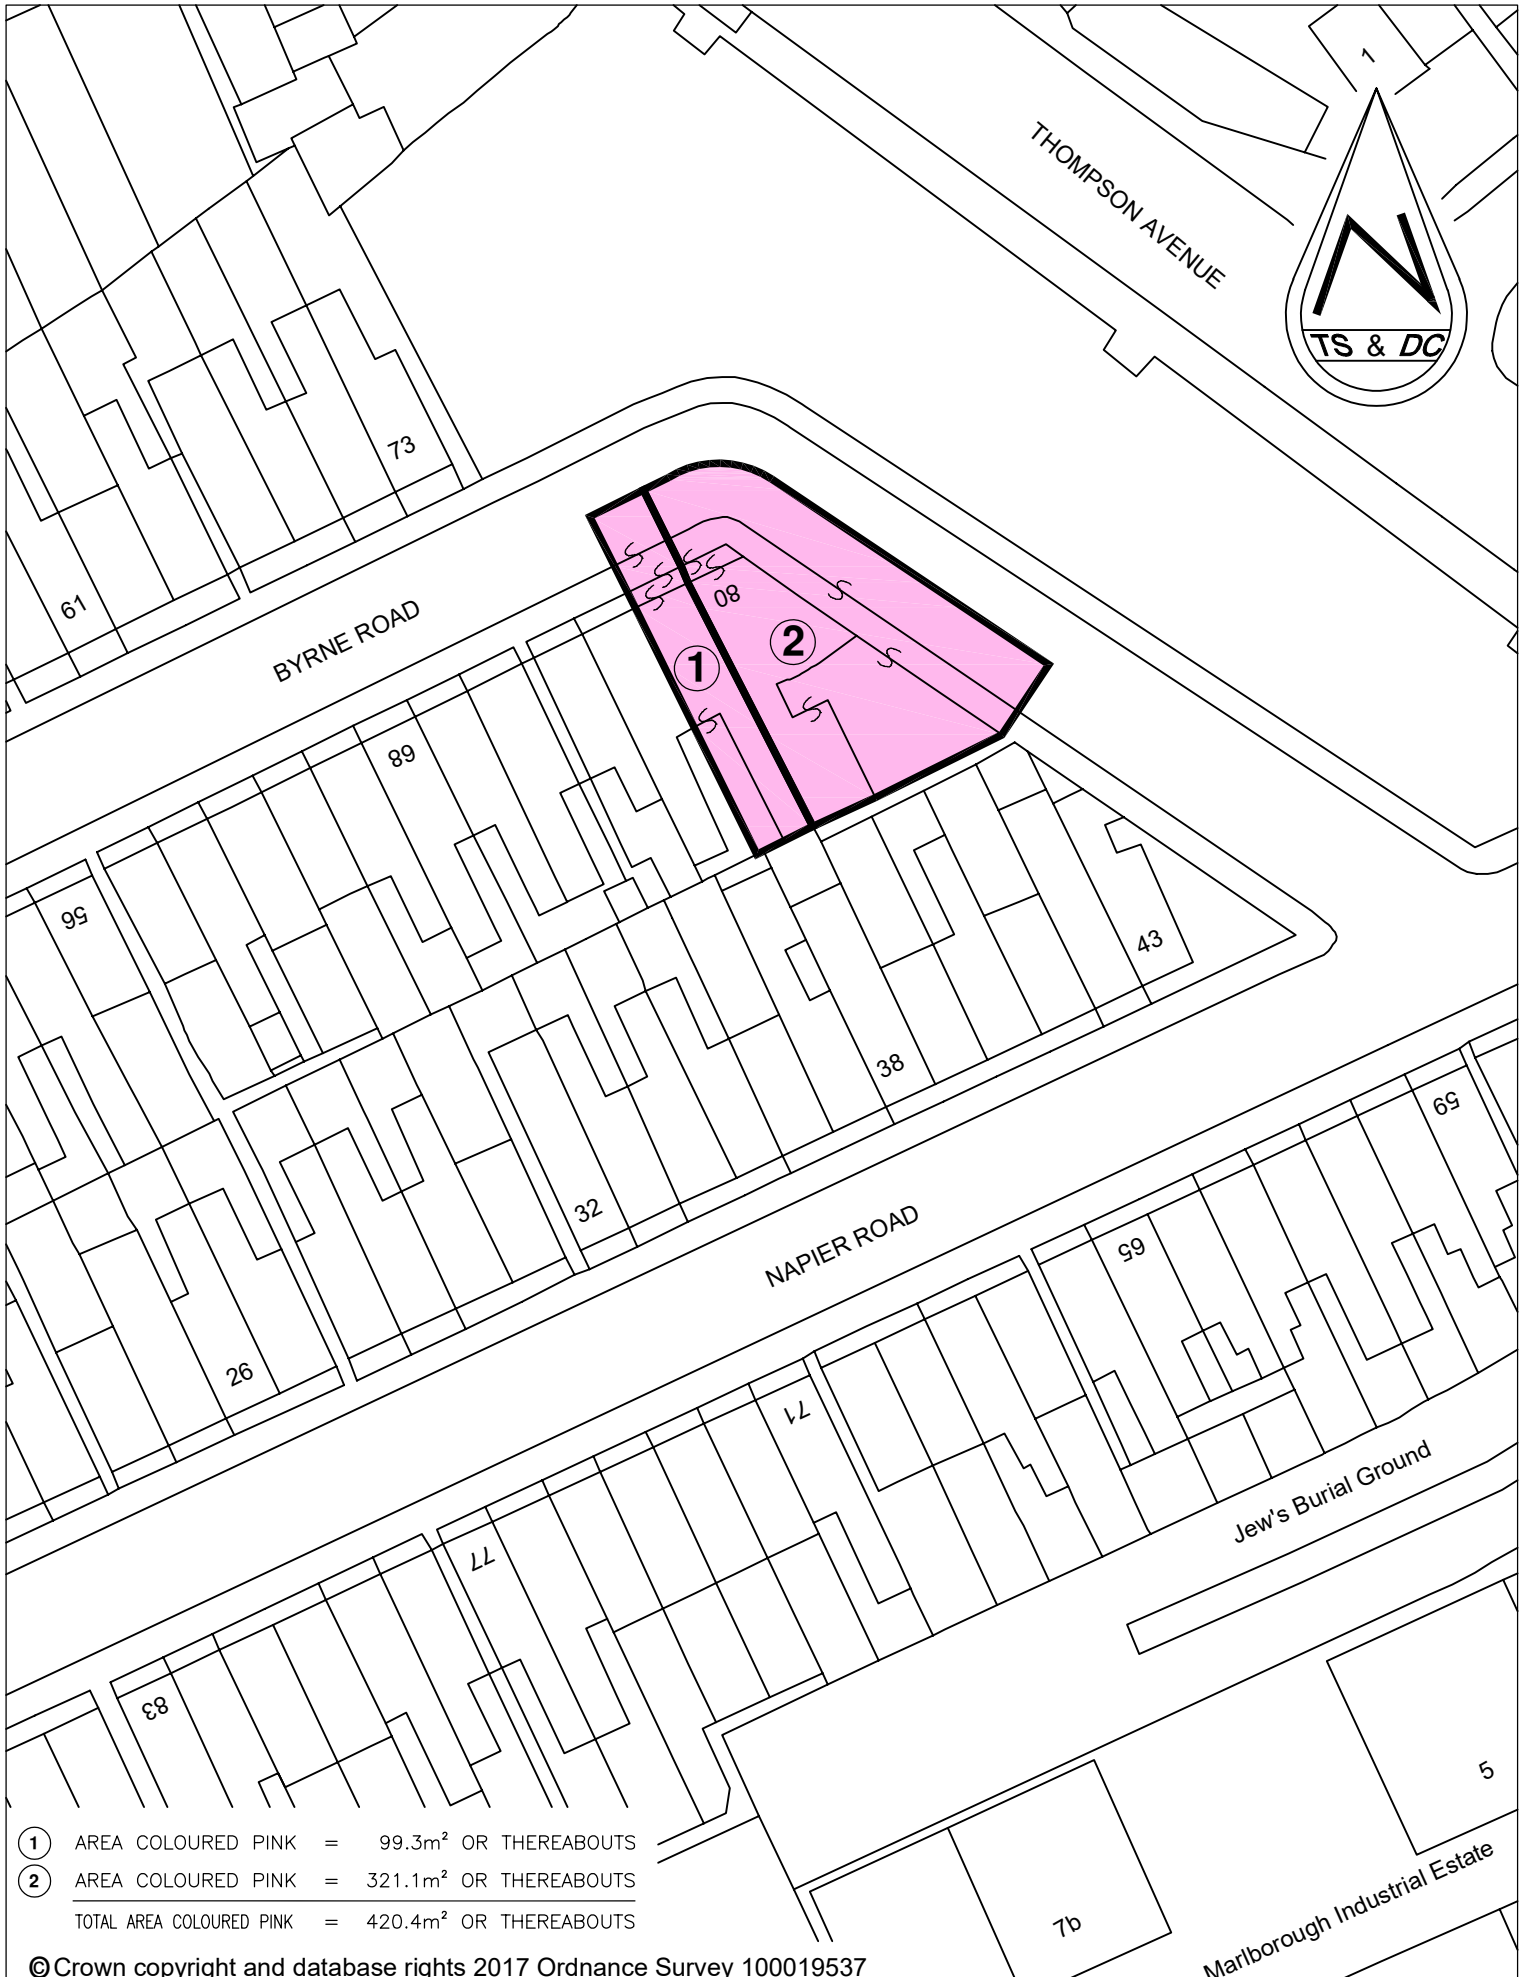 1
THOMPSON AVENUE
TS & DC
73
61
BYRNE ROAD
80
2
1
68
56
43
38
32
59
NAPIER ROAD
65
26
71
Jew's Burial Ground
77
83
5
1 AREA COLOURED PINK = 99.3m² OR THEREABOUTS
2 AREA COLOURED PINK = 321.1m² OR THEREABOUTS
TOTAL AREA COLOURED PINK = 420.4m² OR THEREABOUTS
7b
Marlborough Industrial Estate
© Crown copyright and database rights 2017 Ordnance Survey 100019537